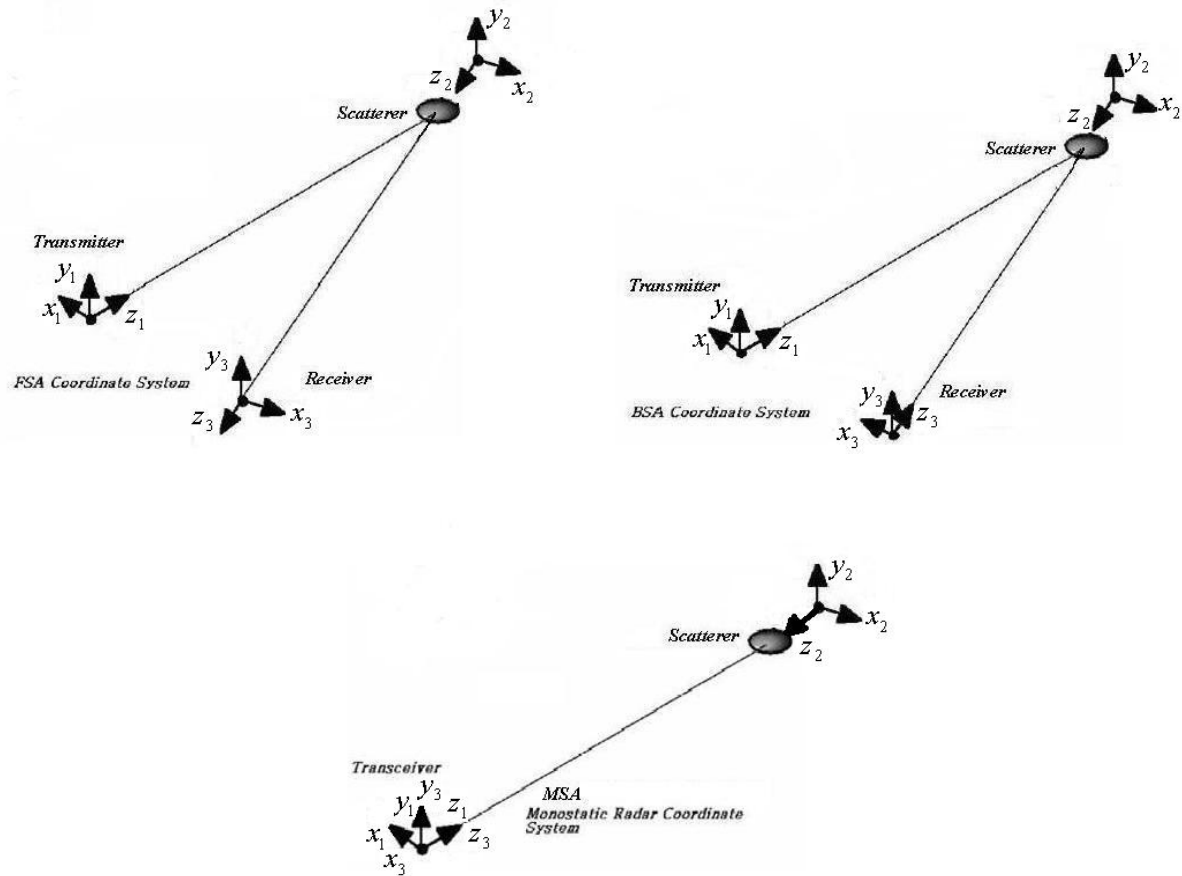 y2
z2
x2
Scatterer
Transmitter
y1
x1
z1
y3
Receiver
FSA Coordinate System
z3
x3
y2
z2
x2
Scatterer
Transmitter
y1
x1
z1
y3
Receiver
z3
BSA Coordinate System
x3
y2
x2
Scatterer
z2
Transceiver
y3
y1
z1
MSA
Monostatic Radar Coordinate
System
x1
z3
x3